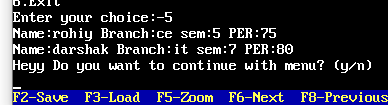 6.Exit
Enter your choice:-5
Name:rohiy Branch:ce sem:5 PER:75
Name:darshak Branch:it sem:7 PER:80
Heyy Do you want to continue with menu? (y/n)
F2-Save F3-Load F5-Zoom F6-Next F8-Previous